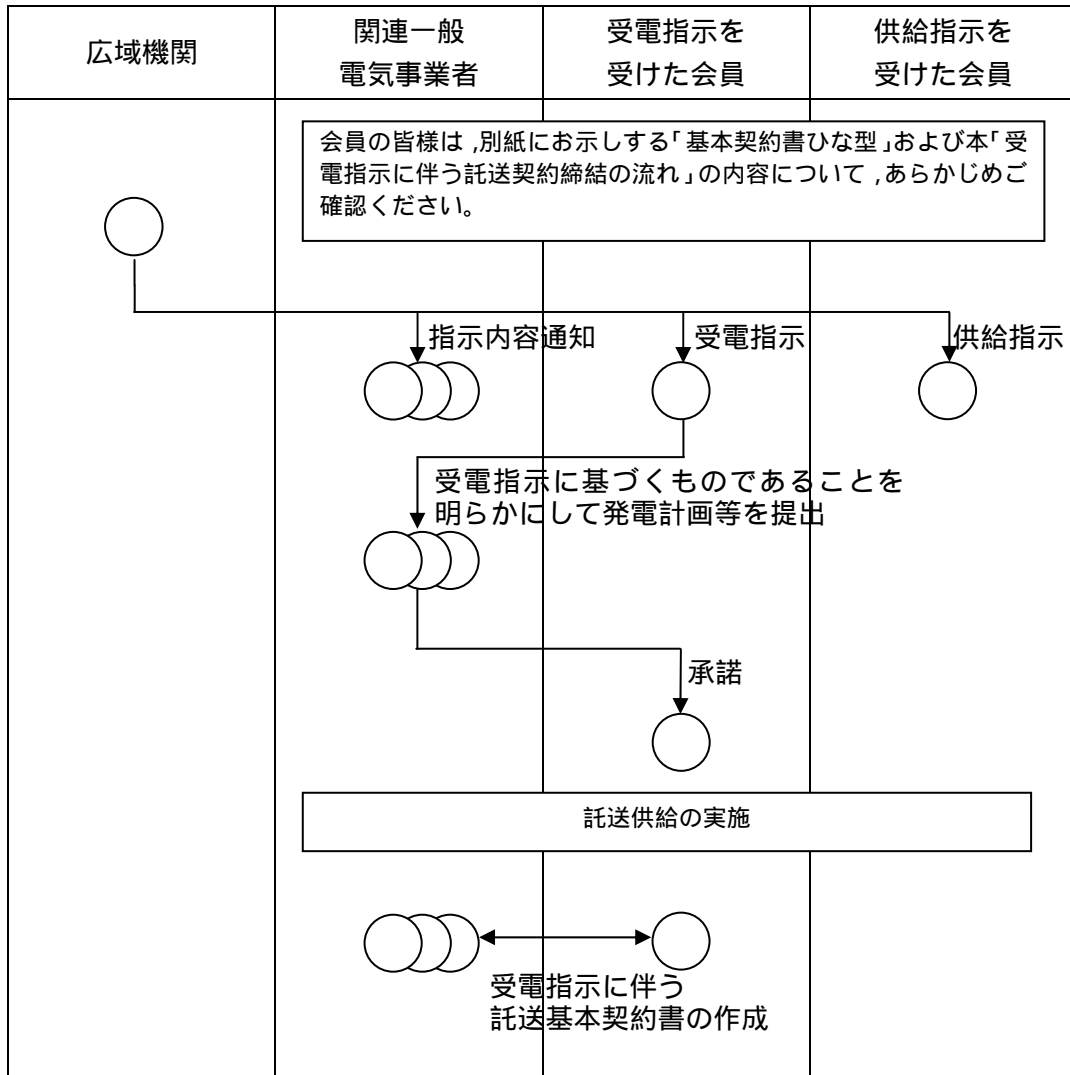 広域機関
関連一般
電気事業者
受電指示を
受けた会員
供給指示を
受けた会員
会員の皆様は,別紙にお示しする「基本契約書ひな型」および本「受
電指示に伴う託送契約締結の流れ」の内容について,あらかじめご
確認ください。
指示内容通知
受電指示
供給指示
受電指示に基づくものであることを
明らかにして発電計画等を提出
承諾
託送供給の実施
受電指示に伴う
託送基本契約書の作成